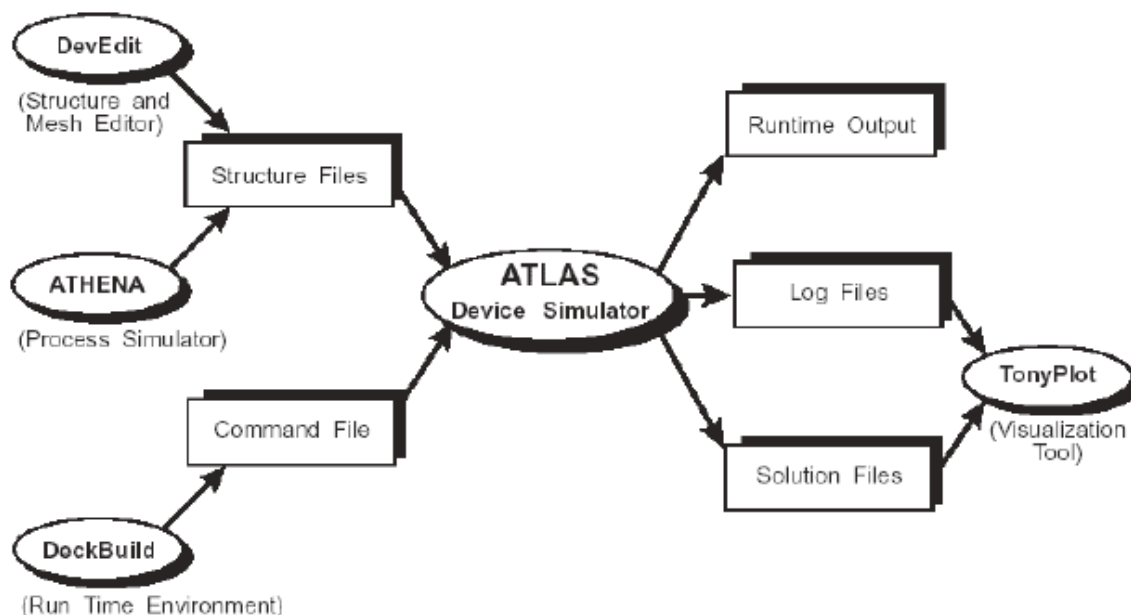 DevEdit
(Structure and
Mesh Editor)
Structure Files
ATHENA
(Process Simulator)
Command File
DeckBuild
(Run Time Environment)
ATLAS
Device Simulator
Runtime Output
Log Files
Solution Files
TonyPlot
(Visualization
Tool)